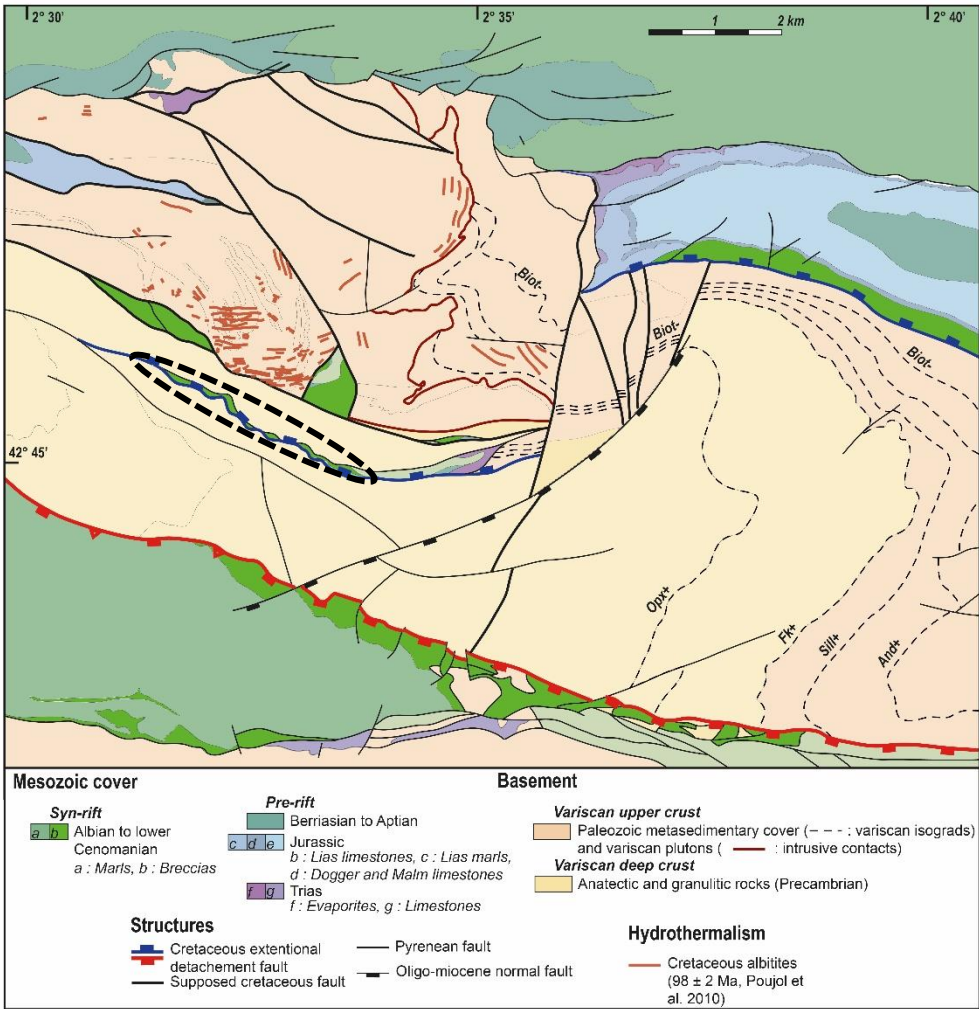 2° 30'
2° 35'
2° 40'
1
2 km
Biot-
Biot-
Biot-
42° 45'
Opx+
Fk+
Sill+
And+
Mesozoic cover
Syn-rift
a b Albian to lower
Cenomanian
a : Marls, b : Breccias
Pre-rift
Berriasian to Aptian
c d e Jurassic
b : Lias limestones, c : Lias marls,
d : Dogger and Malm limestones
f g Trias
f : Evaporites, g : Limestones
Basement
Variscan upper crust
Paleozoic metasedimentary cover ( – – – : variscan isograds)
and variscan plutons ( — : intrusive contacts)
Variscan deep crust
Anatectic and granulitic rocks (Precambrian)
Structures
Cretaceous extentional
detachement fault
Supposed cretaceous fault
Pyrenean fault
Oligo-miocene normal fault
Hydrothermalism
Cretaceous albitites
(98 ± 2 Ma, Poujol et
al. 2010)